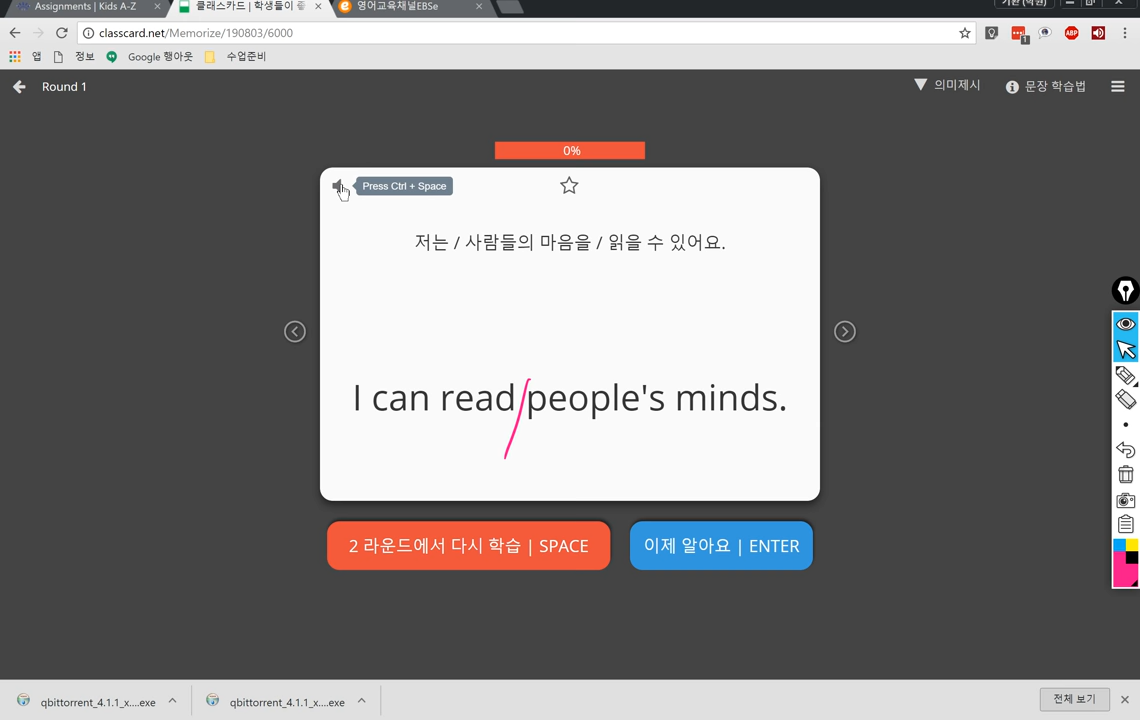 Assignments | Kids A-Z
클래스카드 | 학생들이 좋
영어교육채널EBSe
classcard.net/Memorize/190803/6000
앱 정보 Google 행아웃 수업준비
Round 1
의미제시
문장 학습법
0%
Press Ctrl + Space
저는 / 사람들의 마음을 / 읽을 수 있어요.
I can read people's minds.
2 라운드에서 다시 학습 | SPACE
이제 알아요 | ENTER
qbittorrent_4.1.1_x....exe
qbittorrent_4.1.1_x....exe
전체 보기